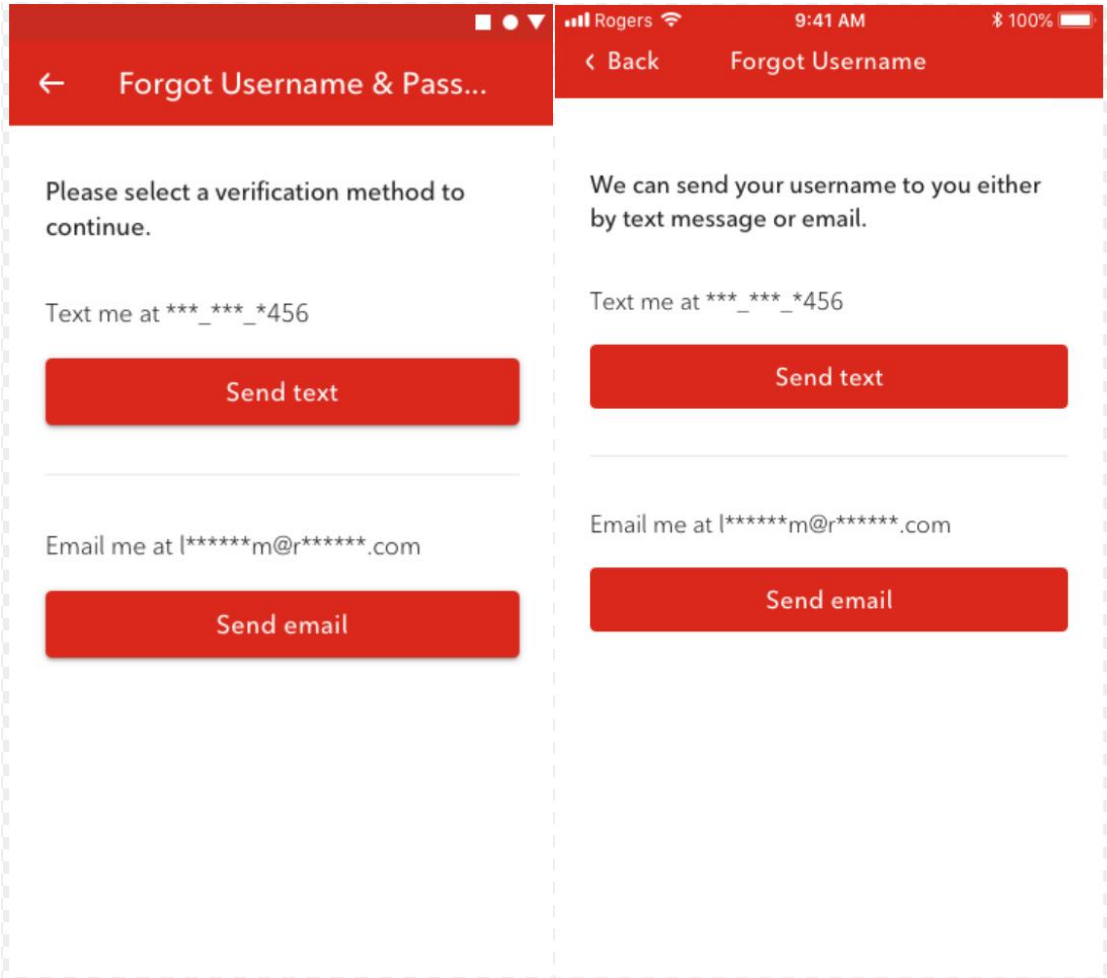 Forgot Username & Pass...
Please select a verification method to
continue.
Text me at ***_***_*456
Send text
Email me at l******m@r******.com
Send email
Rogers 9:41 AM 100%
Back Forgot Username
We can send your username to you either
by text message or email.
Text me at ***_***_*456
Send text
Email me at l******m@r******.com
Send email